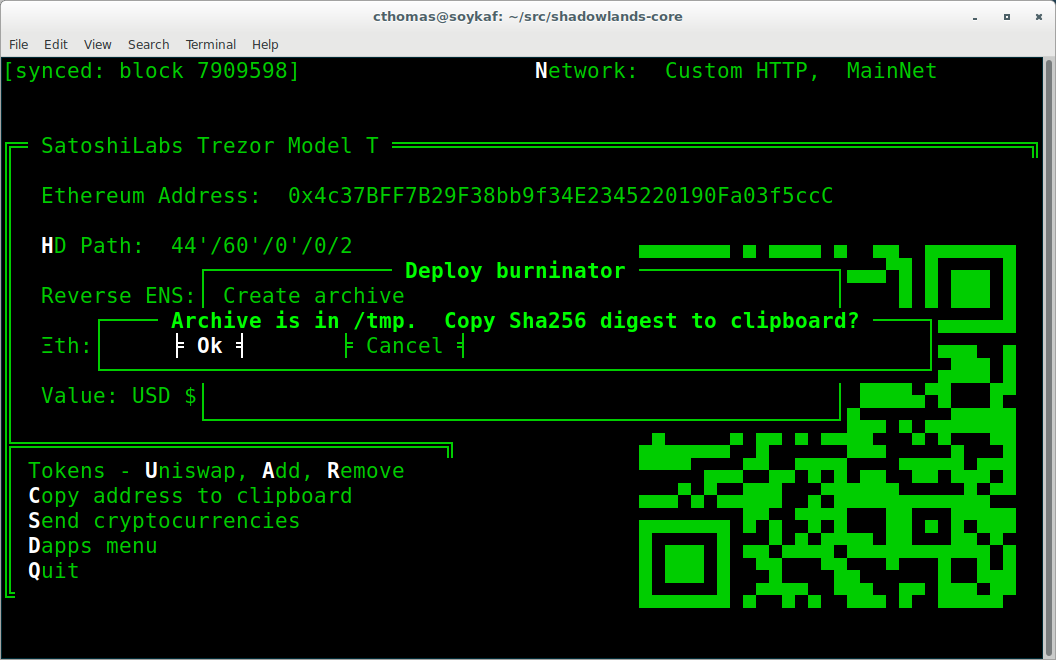 cthomas@soykaf: ~/src/shadowlands-core
File Edit View Search Terminal Help
[synced: block 7909598] Network: Custom HTTP, MainNet
SatoshiLabs Trezor Model T
Ethereum Address: 0x4c37BFF7B29F38bb9f34E2345220190Fa03f5ccC
HD Path: 44'/60'/0'/0/2
Deploy burninator
Reverse ENS: Create archive
Archive is in /tmp. Copy Sha256 digest to clipboard?
Ξth: Ok Cancel
Value: USD $
Tokens - Uniswap, Add, Remove
Copy address to clipboard
Send cryptocurrencies
Dapps menu
Quit